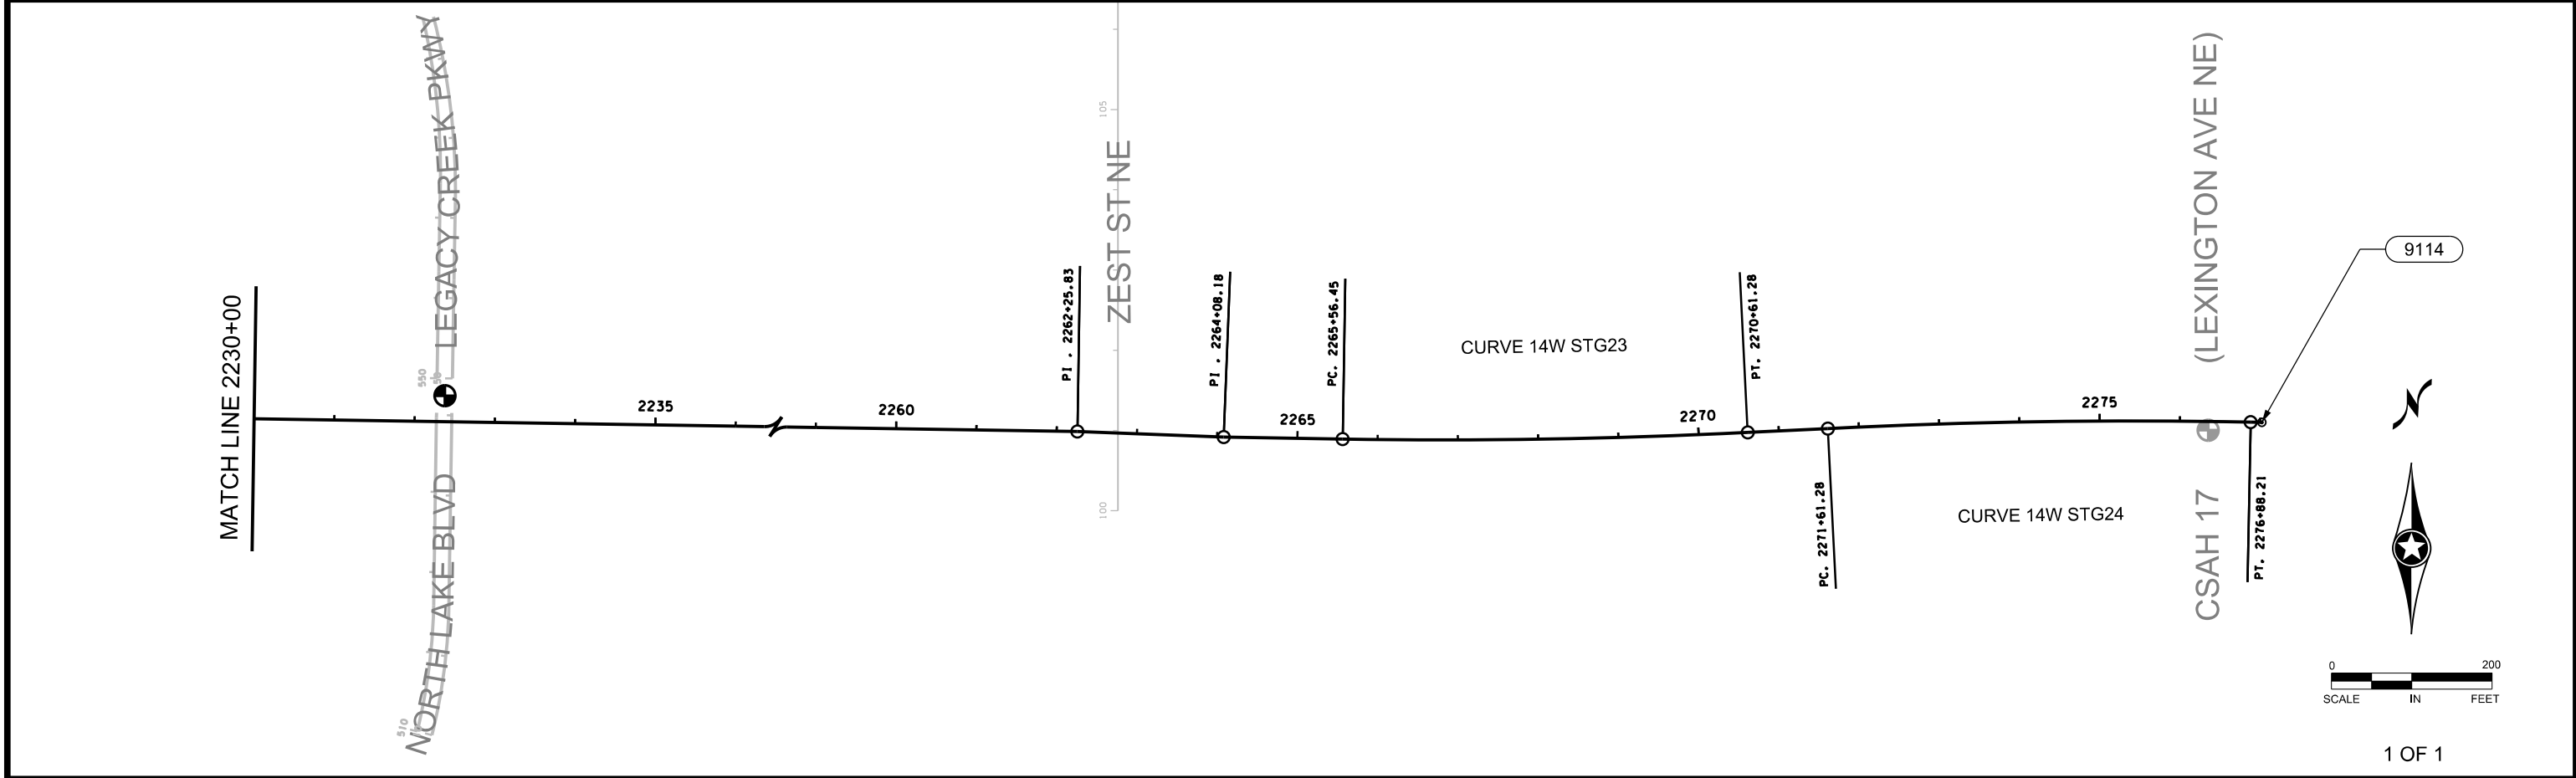 MATCH LINE 2230+00
LEGACY CREEK PKWY
550
50
NORTH LAKE BLVD
510
2235
2260
PI . 2262+25.83
ZEST ST NE
105
100
PI . 2264+08.18
2265
PC. 2265+56.45
CURVE 14W STG23
2270
PT. 2270+61.28
PC. 2271+61.28
CURVE 14W STG24
2275
CSAH 17 (LEXINGTON AVE NE)
PT. 2276+88.21
9114
N
0 200
SCALE IN FEET
1 OF 1